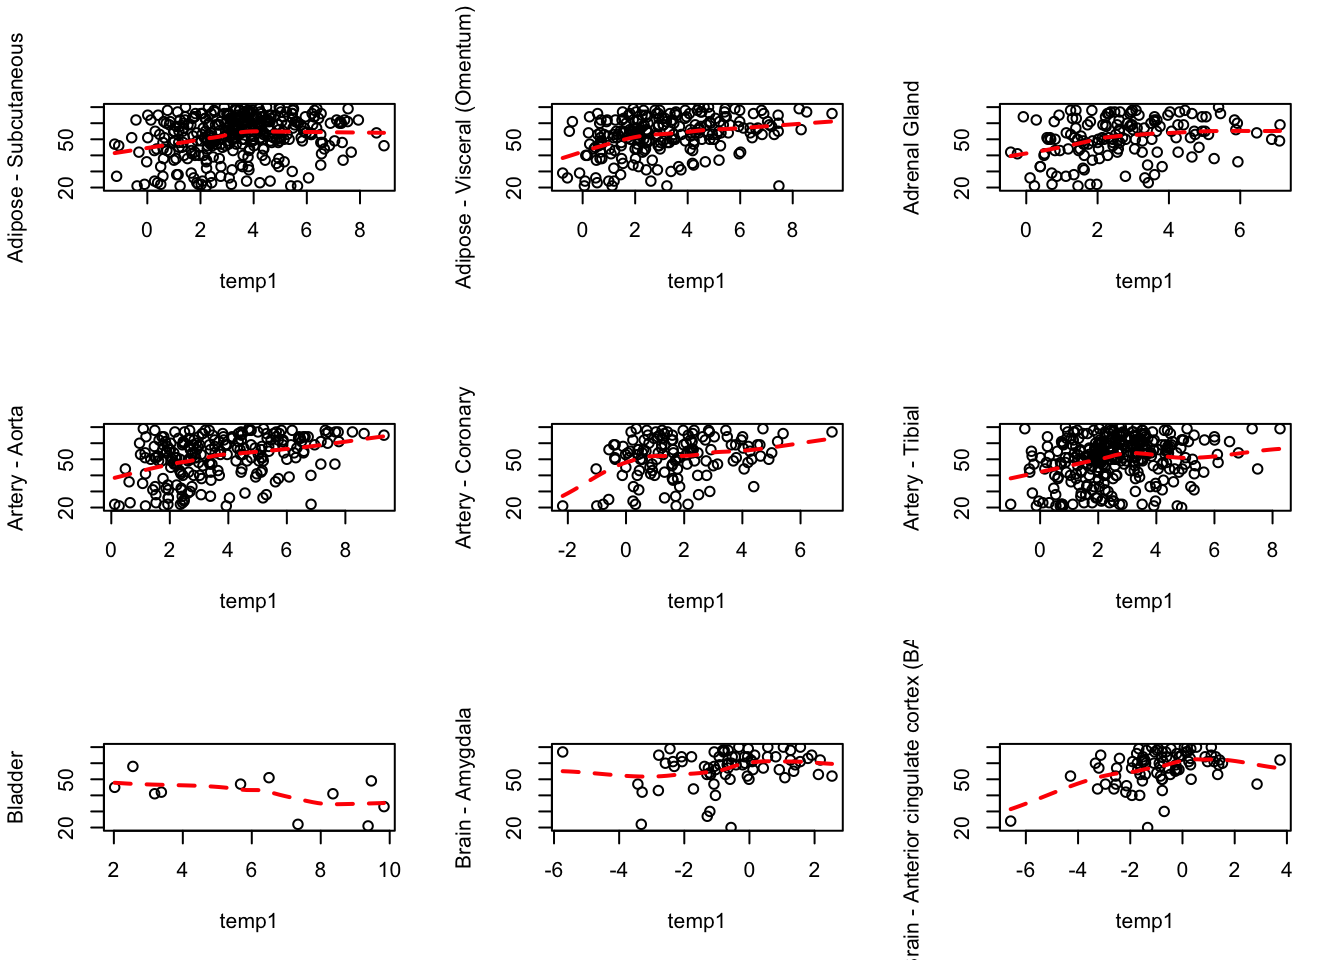 Adipose - Subcutaneous
20 50
0 2 4 6 8
temp1
Adipose - Visceral (Omentum)
20 50
0 2 4 6 8
temp1
Adrenal Gland
20 50
0 2 4 6
temp1
Artery - Aorta
20 50
0 2 4 6 8
temp1
Artery - Coronary
20 50
-2 0 2 4 6
temp1
Artery - Tibial
20 50
0 2 4 6 8
temp1
Bladder
20 50
2 4 6 8 10
temp1
Brain - Amygdala
20 50
-6 -4 -2 0 2
temp1
rain - Anterior cingulate cortex (BA
20 50
-6 -4 -2 0 2 4
temp1